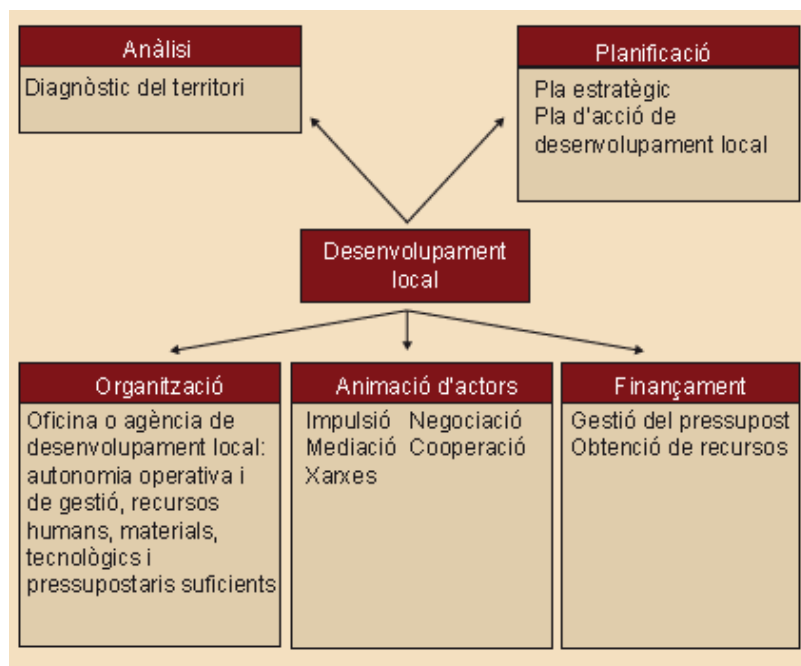 Anàlisi
Diagnòstic del territori
Planificació
Pla estratègic
Pla d'acció de
desenvolupament local
Desenvolupament
local
Organització
Oficina o agència de
desenvolupament local:
autonomia operativa i
de gestió, recursos
humans, materials,
tecnològics i
pressupostaris suficients
Animació d'actors
Impulsió Negociació
Mediació Cooperació
Xarxes
Finançament
Gestió del pressupost
Obtenció de recursos